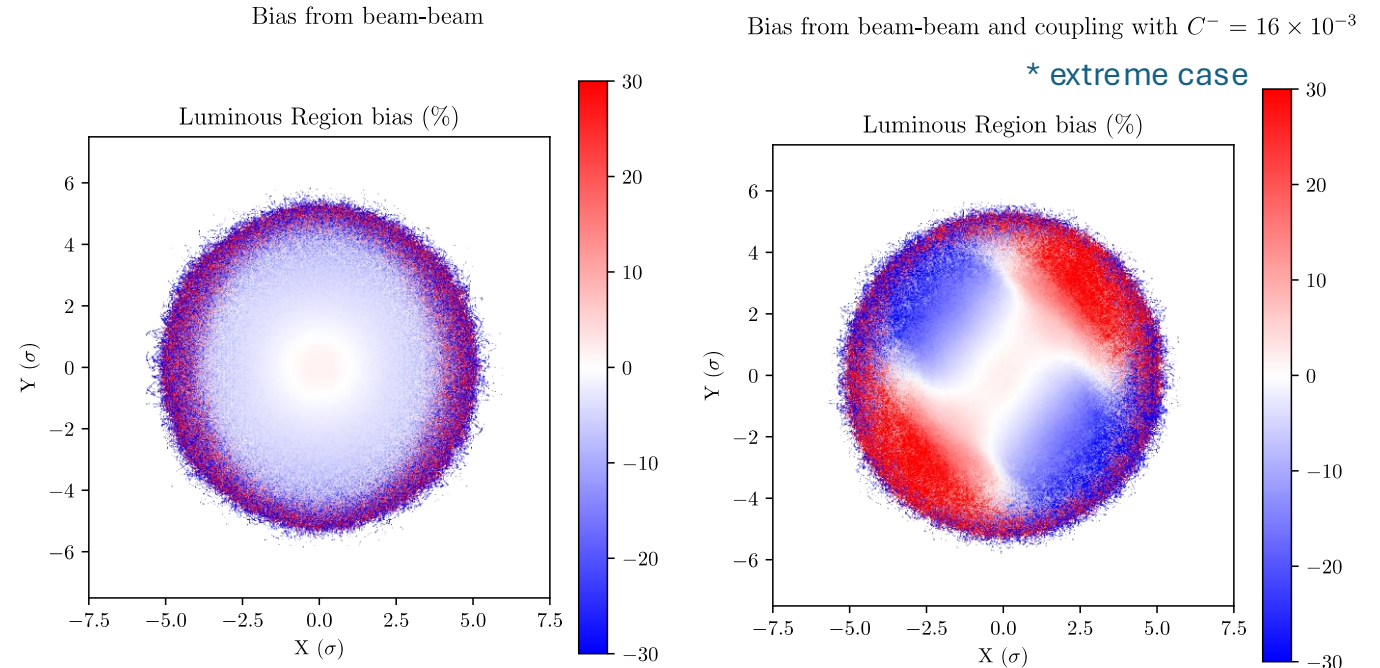 Bias from beam-beam
Luminous Region bias (%)
30
20
10
0
−10
−20
−30
6
4
2
0
−2
−4
−6
Y (σ)
−7.5 −5.0 −2.5 0.0 2.5 5.0 7.5
X (σ)
Bias from beam-beam and coupling with C⁻ = 16 × 10⁻³
* extreme case
Luminous Region bias (%)
30
20
10
0
−10
−20
−30
6
4
2
0
−2
−4
−6
Y (σ)
−7.5 −5.0 −2.5 0.0 2.5 5.0 7.5
X (σ)